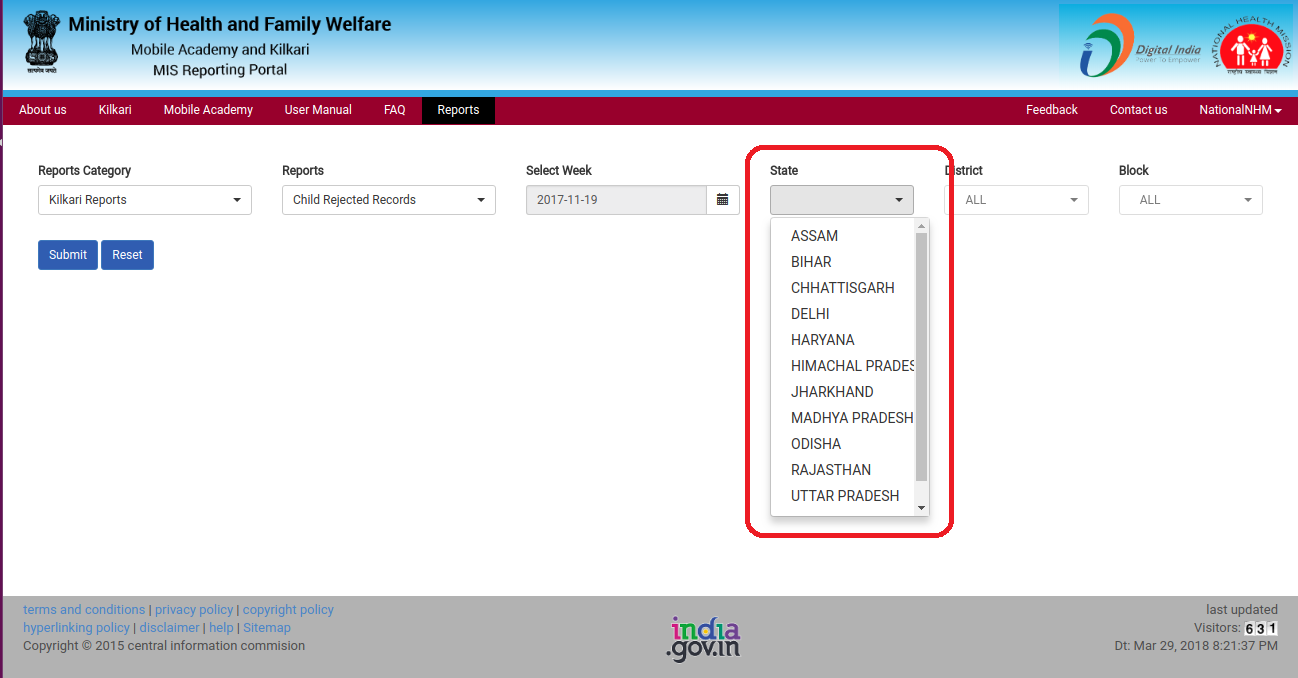 Ministry of Health and Family Welfare
Mobile Academy and Kilkari
MIS Reporting Portal
सत्यमेव जयते
Digital India
Power To Empower
NATIONAL HEALTH MISSION
राष्ट्रीय स्वास्थ्य मिशन
About us Kilkari Mobile Academy User Manual FAQ Reports Feedback Contact us NationalNHM
Reports Category Reports Select Week State District Block
Kilkari Reports Child Rejected Records 2017-11-19 ALL ALL
Submit Reset
ASSAM
BIHAR
CHHATTISGARH
DELHI
HARYANA
HIMACHAL PRADES
JHARKHAND
MADHYA PRADESH
ODISHA
RAJASTHAN
UTTAR PRADESH
terms and conditions | privacy policy | copyright policy
hyperlinking policy | disclaimer | help | Sitemap
Copyright © 2015 central information commision
india
.gov.in
last updated
Visitors: 631
Dt: Mar 29, 2018 8:21:37 PM